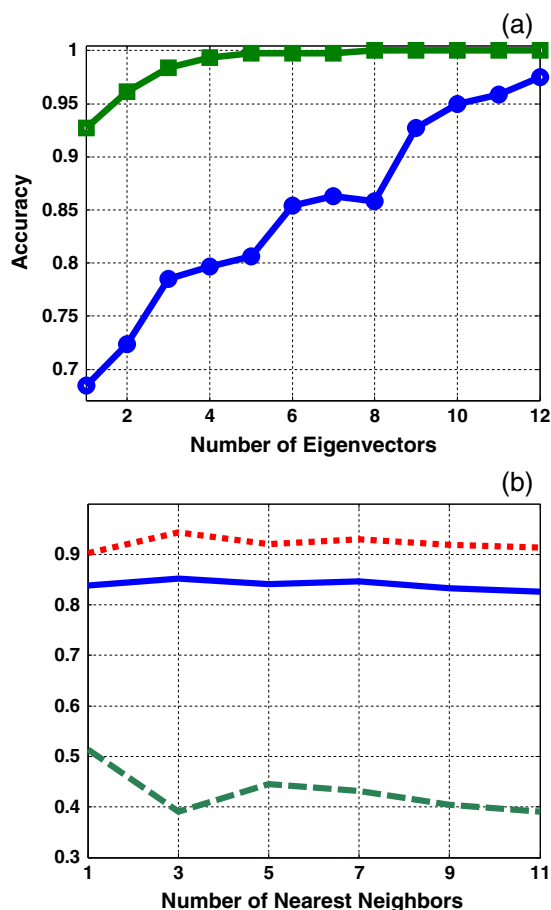 (a)
1
0.95
0.9
0.85
0.8
0.75
0.7
Accuracy
2 4 6 8 10 12
Number of Eigenvectors
(b)
0.9
0.8
0.7
0.6
0.5
0.4
0.3
1 3 5 7 9 11
Number of Nearest Neighbors